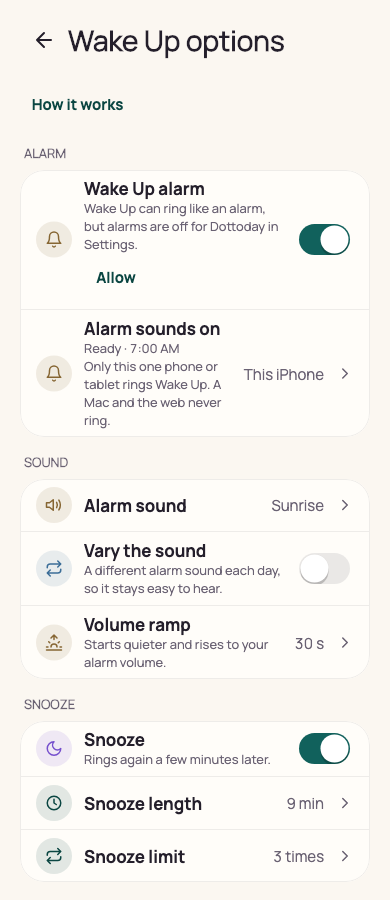 Wake Up options
How it works
ALARM
Wake Up alarm
Wake Up can ring like an alarm,
but alarms are off for Dottoday in
Settings.
Allow
Alarm sounds on
Ready · 7:00 AM
Only this one phone or
tablet rings Wake Up. A
Mac and the web never
ring.
This iPhone
SOUND
Alarm sound
Sunrise
Vary the sound
A different alarm sound each day,
so it stays easy to hear.
Volume ramp
Starts quieter and rises to your
alarm volume.
30 s
SNOOZE
Snooze
Rings again a few minutes later.
Snooze length
9 min
Snooze limit
3 times